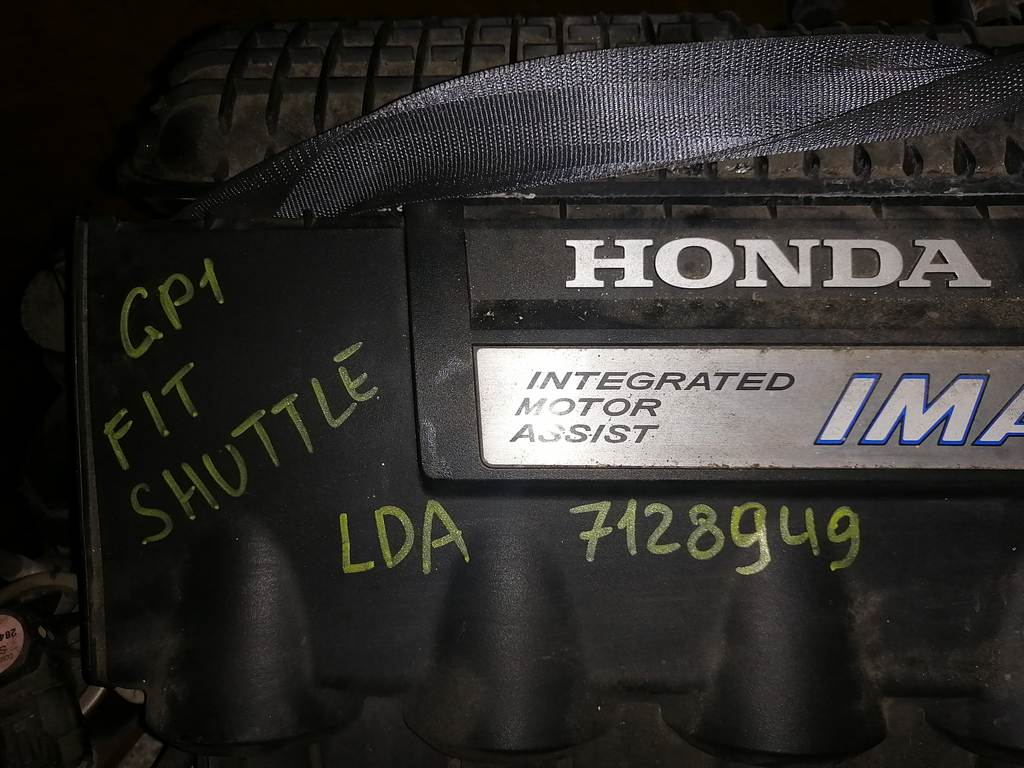 HONDA
INTEGRATED
MOTOR
ASSIST
IMA
GP1
FIT
SHUTTLE
LDA 7128949